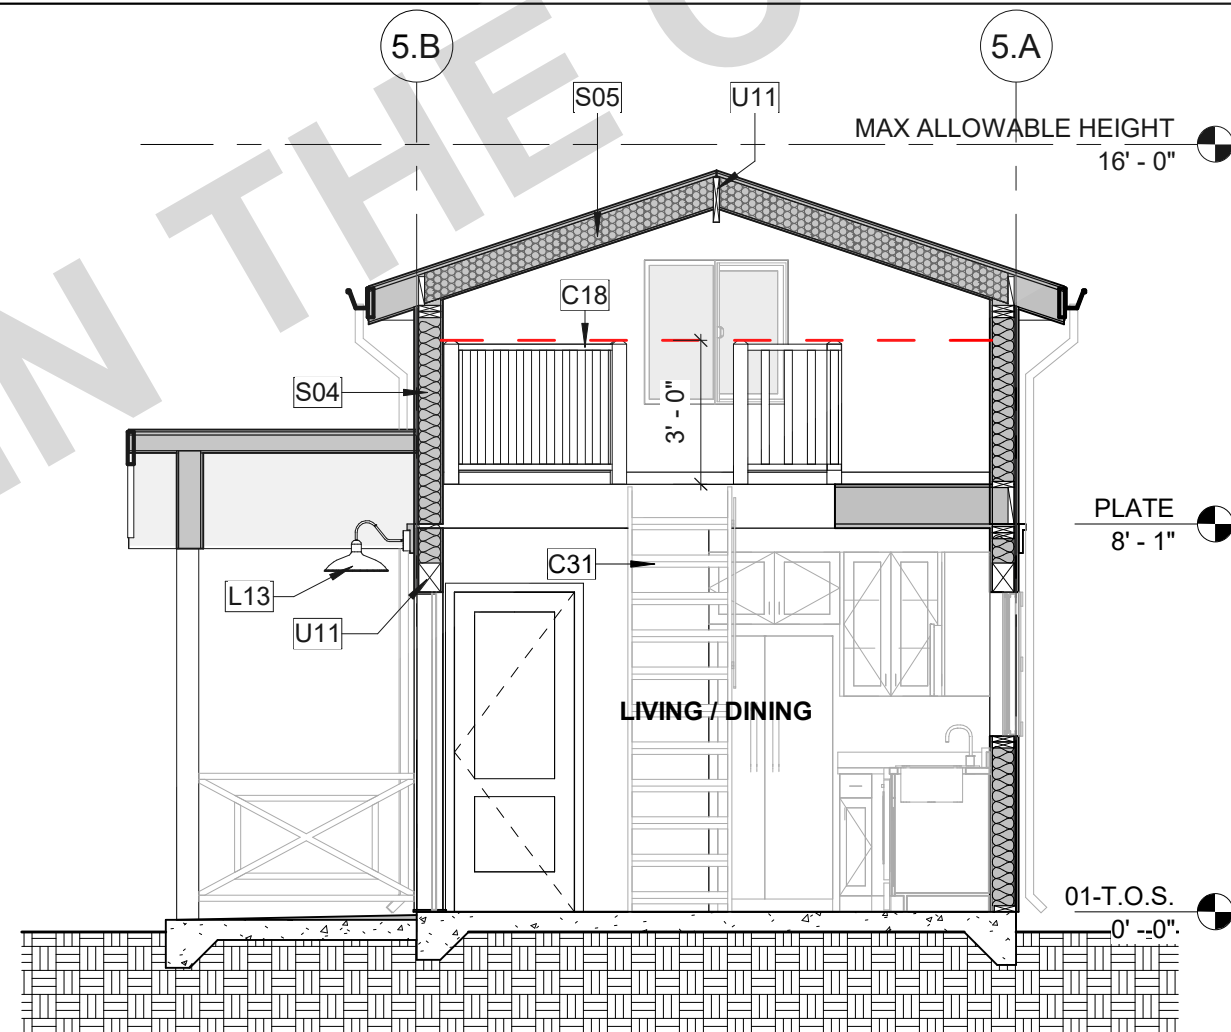 IN THE C
5.B
5.A
S05
U11
MAX ALLOWABLE HEIGHT
16' - 0"
C18
S04
3' - 0"
PLATE
8' - 1"
C31
L13
U11
LIVING / DINING
01-T.O.S.
0' - 0"